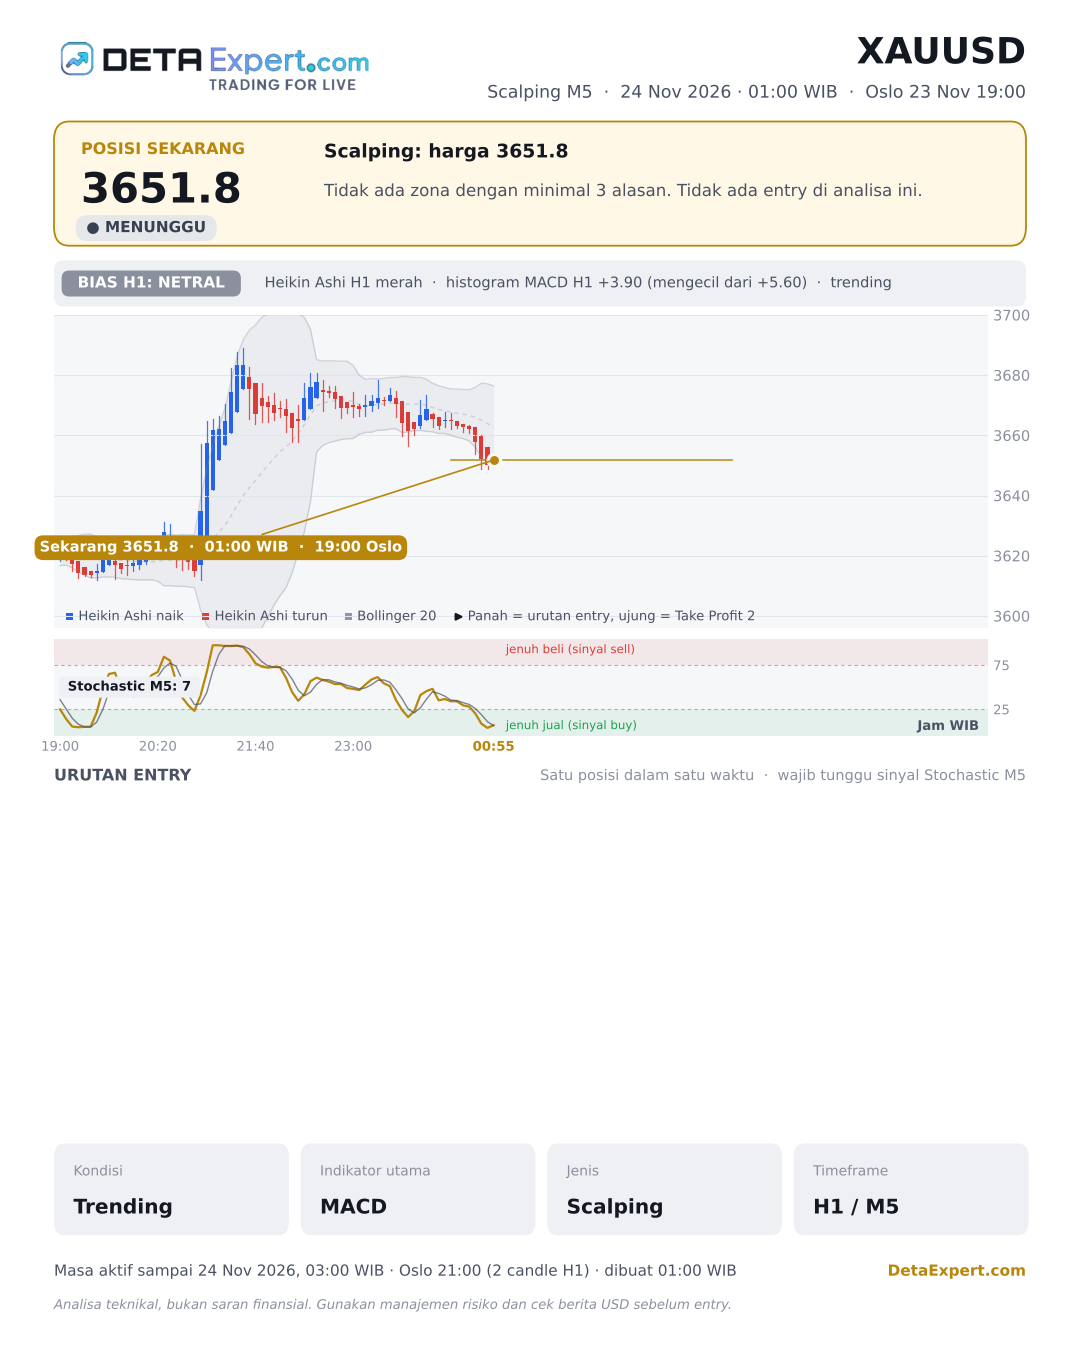 DETA Expert.com
TRADING FOR LIVE
XAUUSD
Scalping M5 · 24 Nov 2026 · 01:00 WIB · Oslo 23 Nov 19:00
POSISI SEKARANG
3651.8
● MENUNGGU
Scalping: harga 3651.8
Tidak ada zona dengan minimal 3 alasan. Tidak ada entry di analisa ini.
BIAS H1: NETRAL
Heikin Ashi H1 merah · histogram MACD H1 +3.90 (mengecil dari +5.60) · trending
3700
3680
3660
3640
3620
3600
Sekarang 3651.8 · 01:00 WIB · 19:00 Oslo
Heikin Ashi naik
Heikin Ashi turun
Bollinger 20
Panah = urutan entry, ujung = Take Profit 2
jenuh beli (sinyal sell)
75
Stochastic M5: 7
25
jenuh jual (sinyal buy)
Jam WIB
19:00 20:20 21:40 23:00 00:55
URUTAN ENTRY
Satu posisi dalam satu waktu · wajib tunggu sinyal Stochastic M5
Kondisi
Trending
Indikator utama
MACD
Jenis
Scalping
Timeframe
H1 / M5
Masa aktif sampai 24 Nov 2026, 03:00 WIB · Oslo 21:00 (2 candle H1) · dibuat 01:00 WIB
DetaExpert.com
Analisa teknikal, bukan saran finansial. Gunakan manajemen risiko dan cek berita USD sebelum entry.